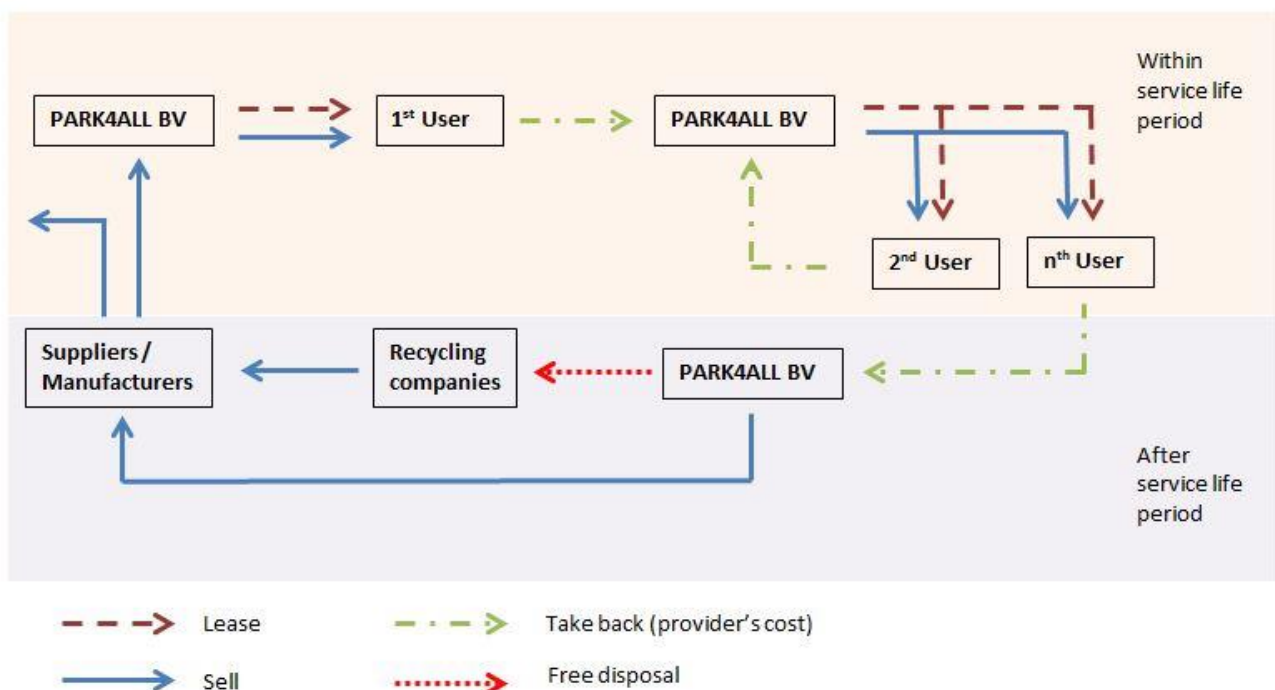 Within
service life
period
PARK4ALL BV
1st User
PARK4ALL BV
2nd User
nth User
Suppliers /
Manufacturers
Recycling
companies
PARK4ALL BV
After
service life
period
Lease
Take back (provider's cost)
Sell
Free disposal